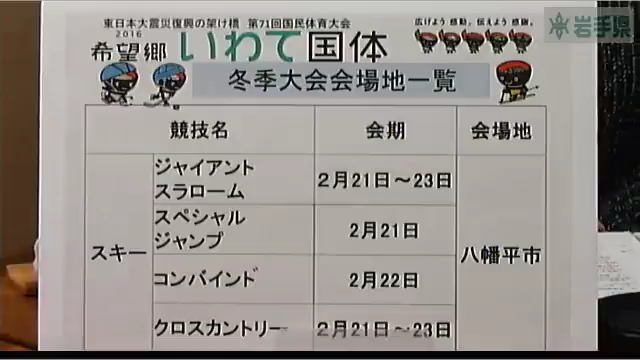 東日本大震災復興の架け橋 第71回国民体育大会
広げよう 感動。伝えよう 感謝。
岩手県
2016
希望郷 いわて国体
冬季大会会場地一覧
競技名 会期 会場地
スキー
ジャイアント
スラローム
2月21日～23日
スペシャル
ジャンプ
2月21日
八幡平市
コンバインド
2月22日
クロスカントリー
2月21日～23日